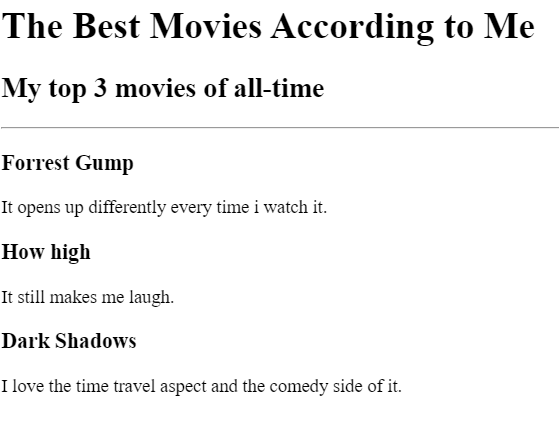 The Best Movies According to Me
My top 3 movies of all-time
Forrest Gump
It opens up differently every time i watch it.
How high
It still makes me laugh.
Dark Shadows
I love the time travel aspect and the comedy side of it.